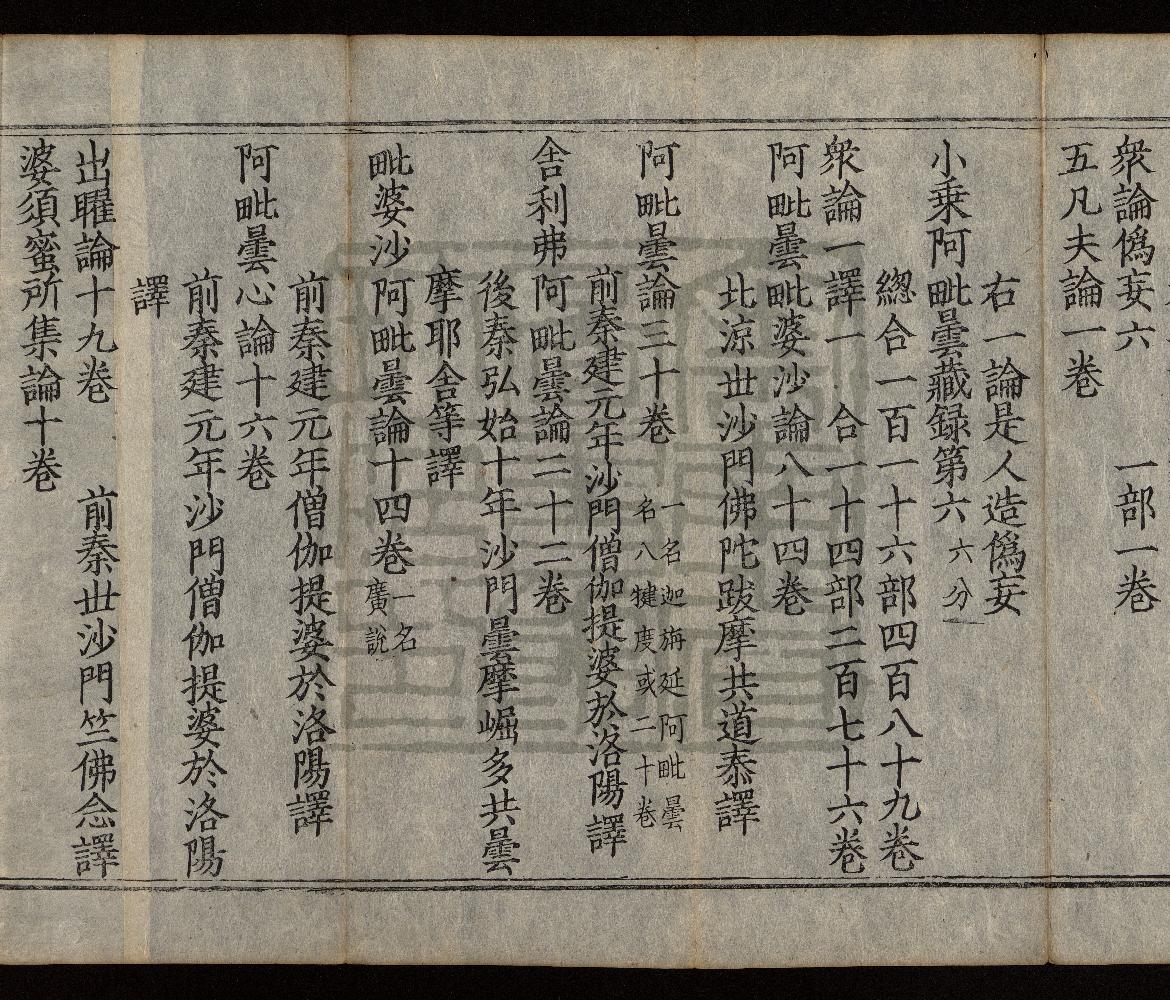 衆論僞妄六　一部一卷
五凡夫論一卷
右一論是人造僞妄
小乗阿毗曇藏録第六六分
緫合一百一十六部四百八十九卷
衆論一譯一　合一十四部二百七十六卷
阿毗曇毗婆沙論八十四卷
北涼世沙門佛陀跋摩共道泰譯
阿毗曇論三十卷一名迦旃延阿毗曇名八犍度或二十卷
前秦建元年沙門僧伽提婆於洛陽譯
舎利弗阿毗曇論二十二卷
後秦弘始十年沙門曇摩崛多共曇
摩耶舎等譯
毗婆沙阿毗曇論十四卷一名廣說
前秦建元年僧伽提婆於洛陽譯
阿毗曇心論十六卷
前秦建元年沙門僧伽提婆於洛陽
譯
出曜論十九卷　前秦世沙門竺佛念譯
婆須蜜所集論十卷